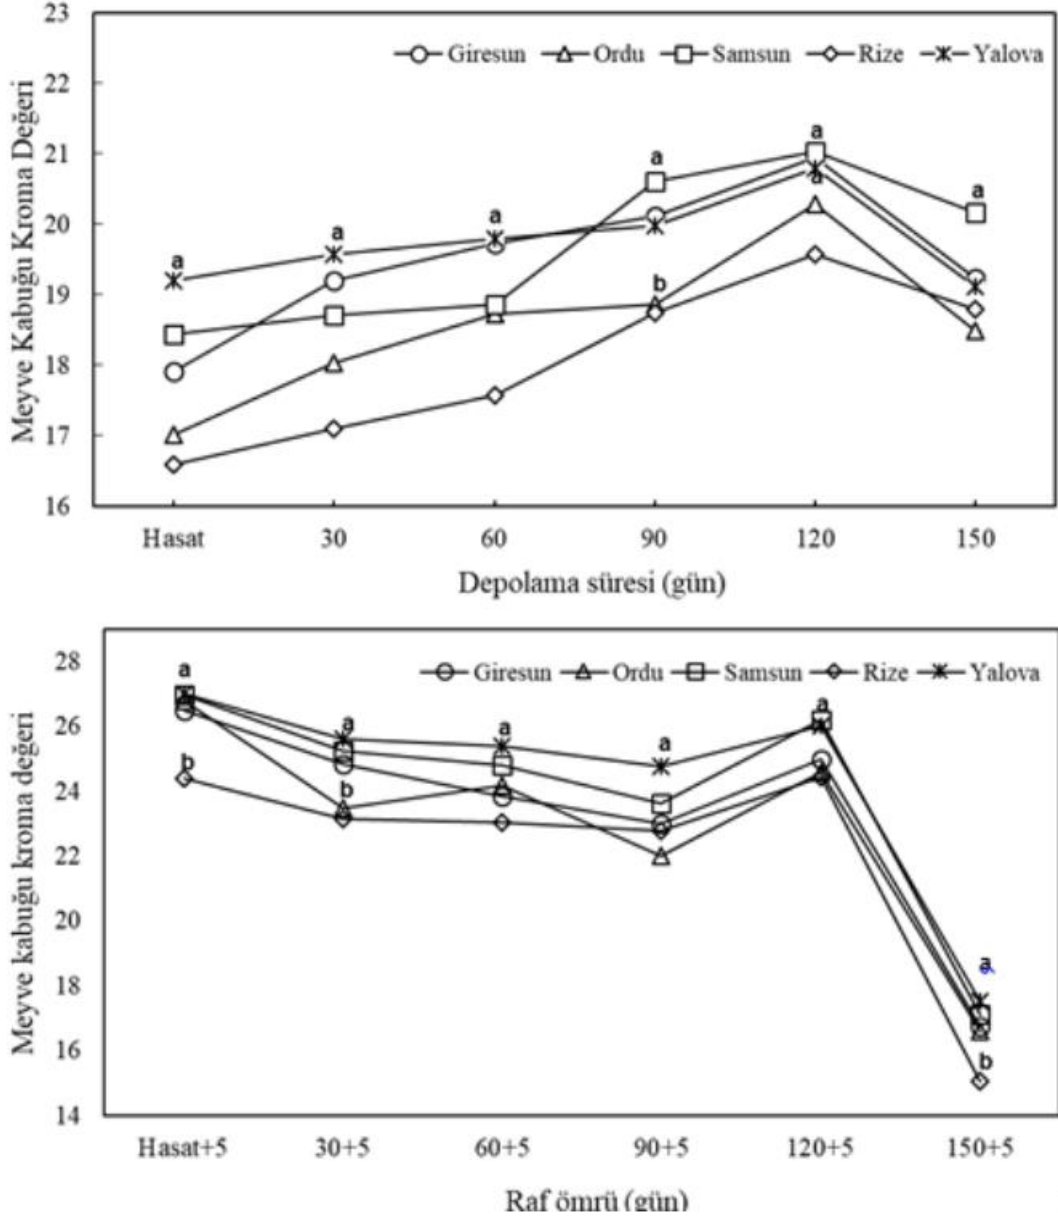 23
Giresun Ordu Samsun Rize Yalova
22
21
20
19
18
17
16
Meyve Kabuğu Kroma Değeri
a
a
a
a
b
a
a
a
Hasat 30 60 90 120 150
Depolama süresi (gün)
28
Giresun Ordu Samsun Rize Yalova
26
24
22
20
18
16
14
Meyve kabuğu kroma değeri
a
b
a
b
a
a
a
a
b
Hasat+5 30+5 60+5 90+5 120+5 150+5
Raf ömrü (gün)